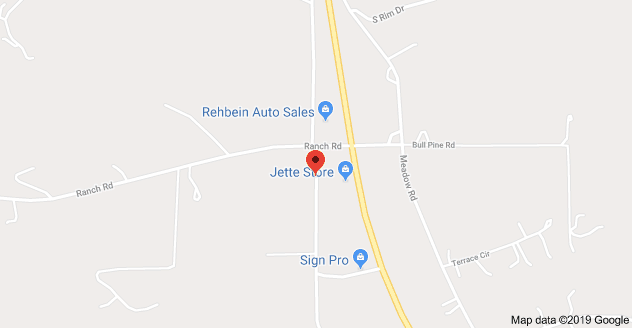 S Rim Dr
Rehbein Auto Sales
Ranch Rd
Bull Pine Rd
Jette Store
Meadow Rd
Ranch Rd
Terrace Cir
Sign Pro
Map data ©2019 Google